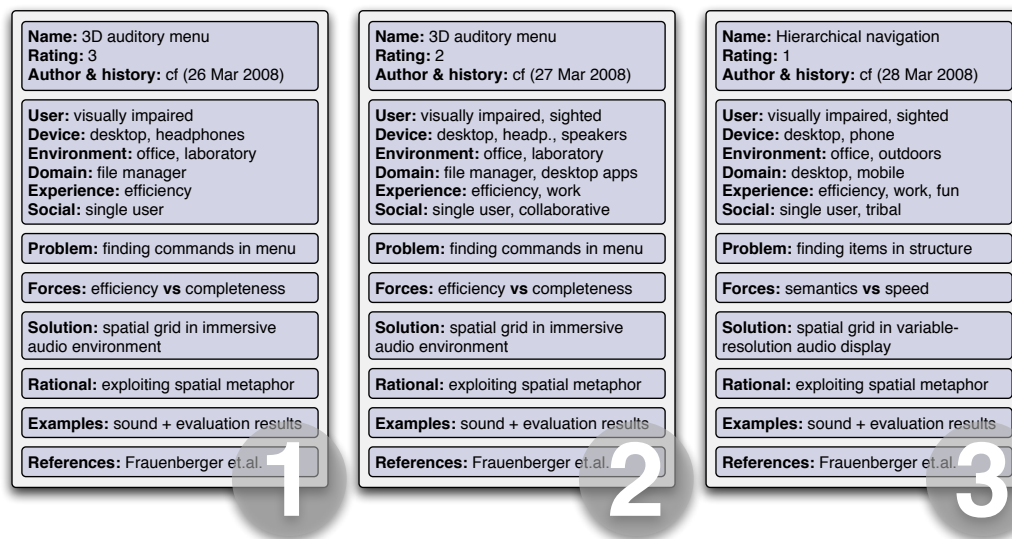 Name: 3D auditory menu
Rating: 3
Author & history: cf (26 Mar 2008)
User: visually impaired
Device: desktop, headphones
Environment: office, laboratory
Domain: file manager
Experience: efficiency
Social: single user
Problem: finding commands in menu
Forces: efficiency vs completeness
Solution: spatial grid in immersive
audio environment
Rational: exploiting spatial metaphor
Examples: sound + evaluation results
References: Frauenberger et.al.
1
Name: 3D auditory menu
Rating: 2
Author & history: cf (27 Mar 2008)
User: visually impaired, sighted
Device: desktop, headp., speakers
Environment: office, laboratory
Domain: file manager, desktop apps
Experience: efficiency, work
Social: single user, collaborative
Problem: finding commands in menu
Forces: efficiency vs completeness
Solution: spatial grid in immersive
audio environment
Rational: exploiting spatial metaphor
Examples: sound + evaluation results
References: Frauenberger et.al.
2
Name: Hierarchical navigation
Rating: 1
Author & history: cf (28 Mar 2008)
User: visually impaired, sighted
Device: desktop, phone
Environment: office, outdoors
Domain: desktop, mobile
Experience: efficiency, work, fun
Social: single user, tribal
Problem: finding items in structure
Forces: semantics vs speed
Solution: spatial grid in variable-
resolution audio display
Rational: exploiting spatial metaphor
Examples: sound + evaluation results
References: Frauenberger et.al.
3